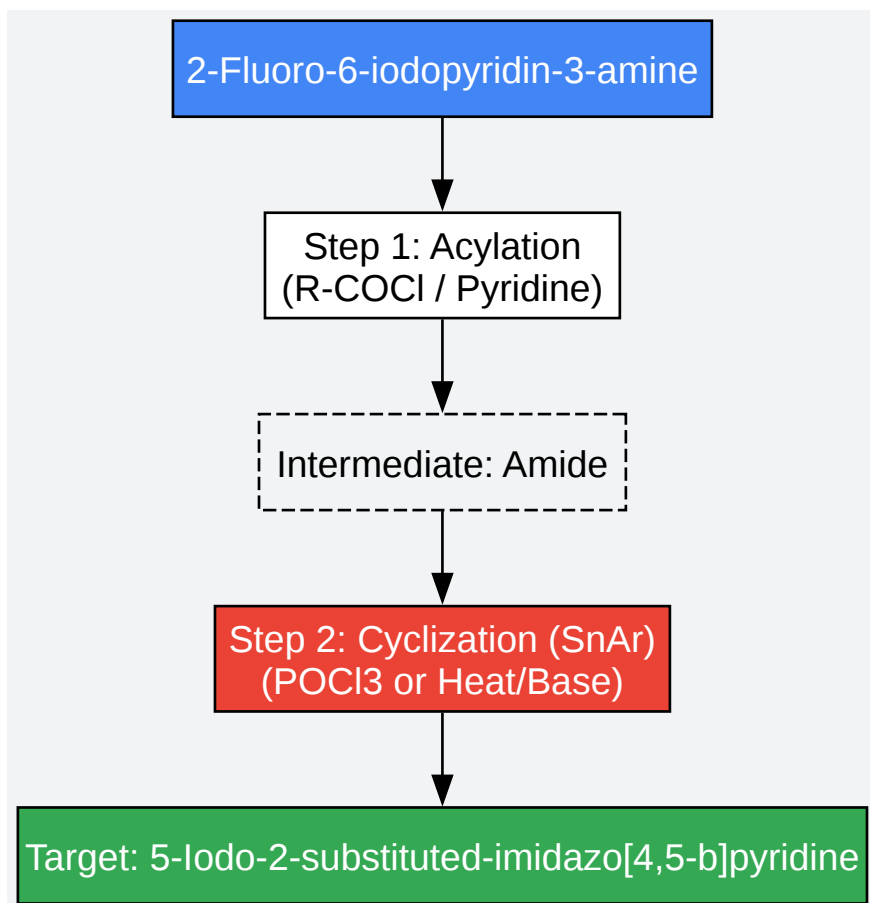 2-Fluoro-6-iodopyridin-3-amine
Step 1: Acylation
(R-COCl / Pyridine)
Intermediate: Amide
Step 2: Cyclization (SnAr)
(POCl3 or Heat/Base)
Target: 5-Iodo-2-substituted-imidazo[4,5-b]pyridine